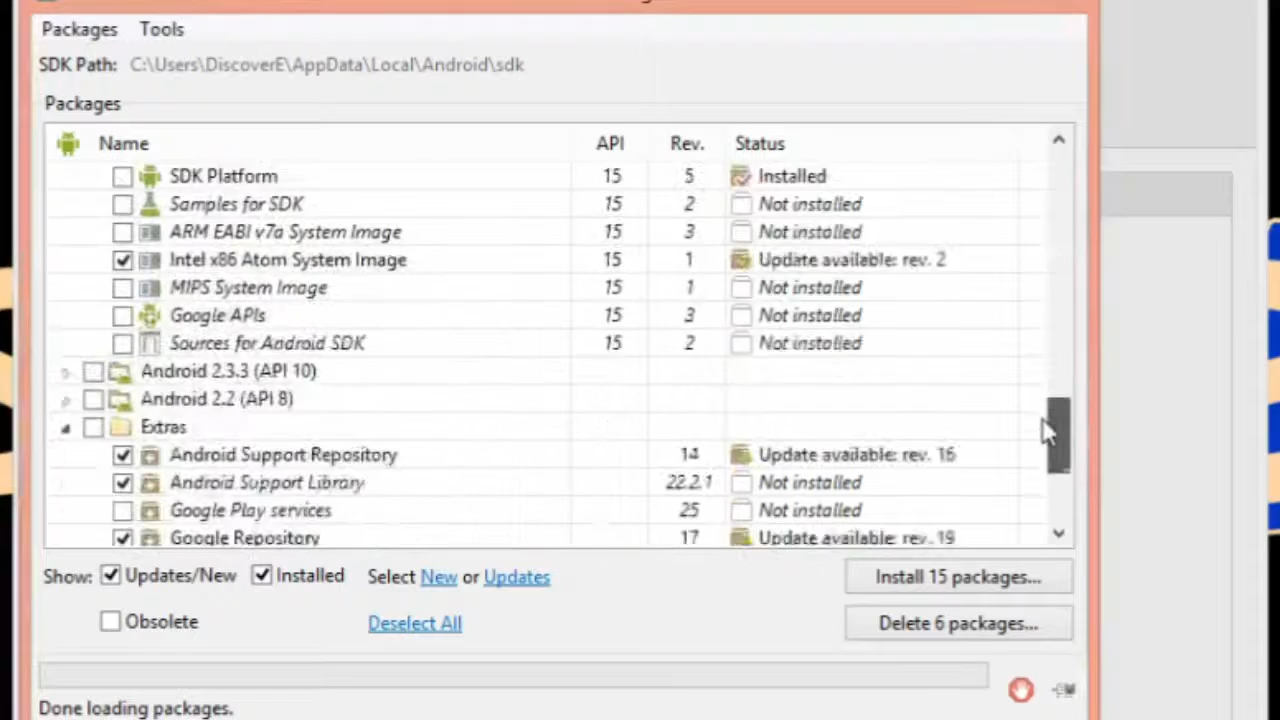 Packages Tools
SDK Path: C:\Users\DiscoverE\AppData\Local\Android\sdk
Packages
Name API Rev. Status
SDK Platform 15 5 Installed
Samples for SDK 15 2 Not installed
ARM EABI v7a System Image 15 3 Not installed
Intel x86 Atom System Image 15 1 Update available: rev. 2
MIPS System Image 15 1 Not installed
Google APIs 15 3 Not installed
Sources for Android SDK 15 2 Not installed
Android 2.3.3 (API 10)
Android 2.2 (API 8)
Extras
Android Support Repository 14 Update available: rev. 16
Android Support Library 22.2.1 Not installed
Google Play services 25 Not installed
Google Repository 17 Update available: rev. 19
Show: Updates/New Installed Select New or Updates Install 15 packages...
Obsolete Deselect All Delete 6 packages...
Done loading packages.